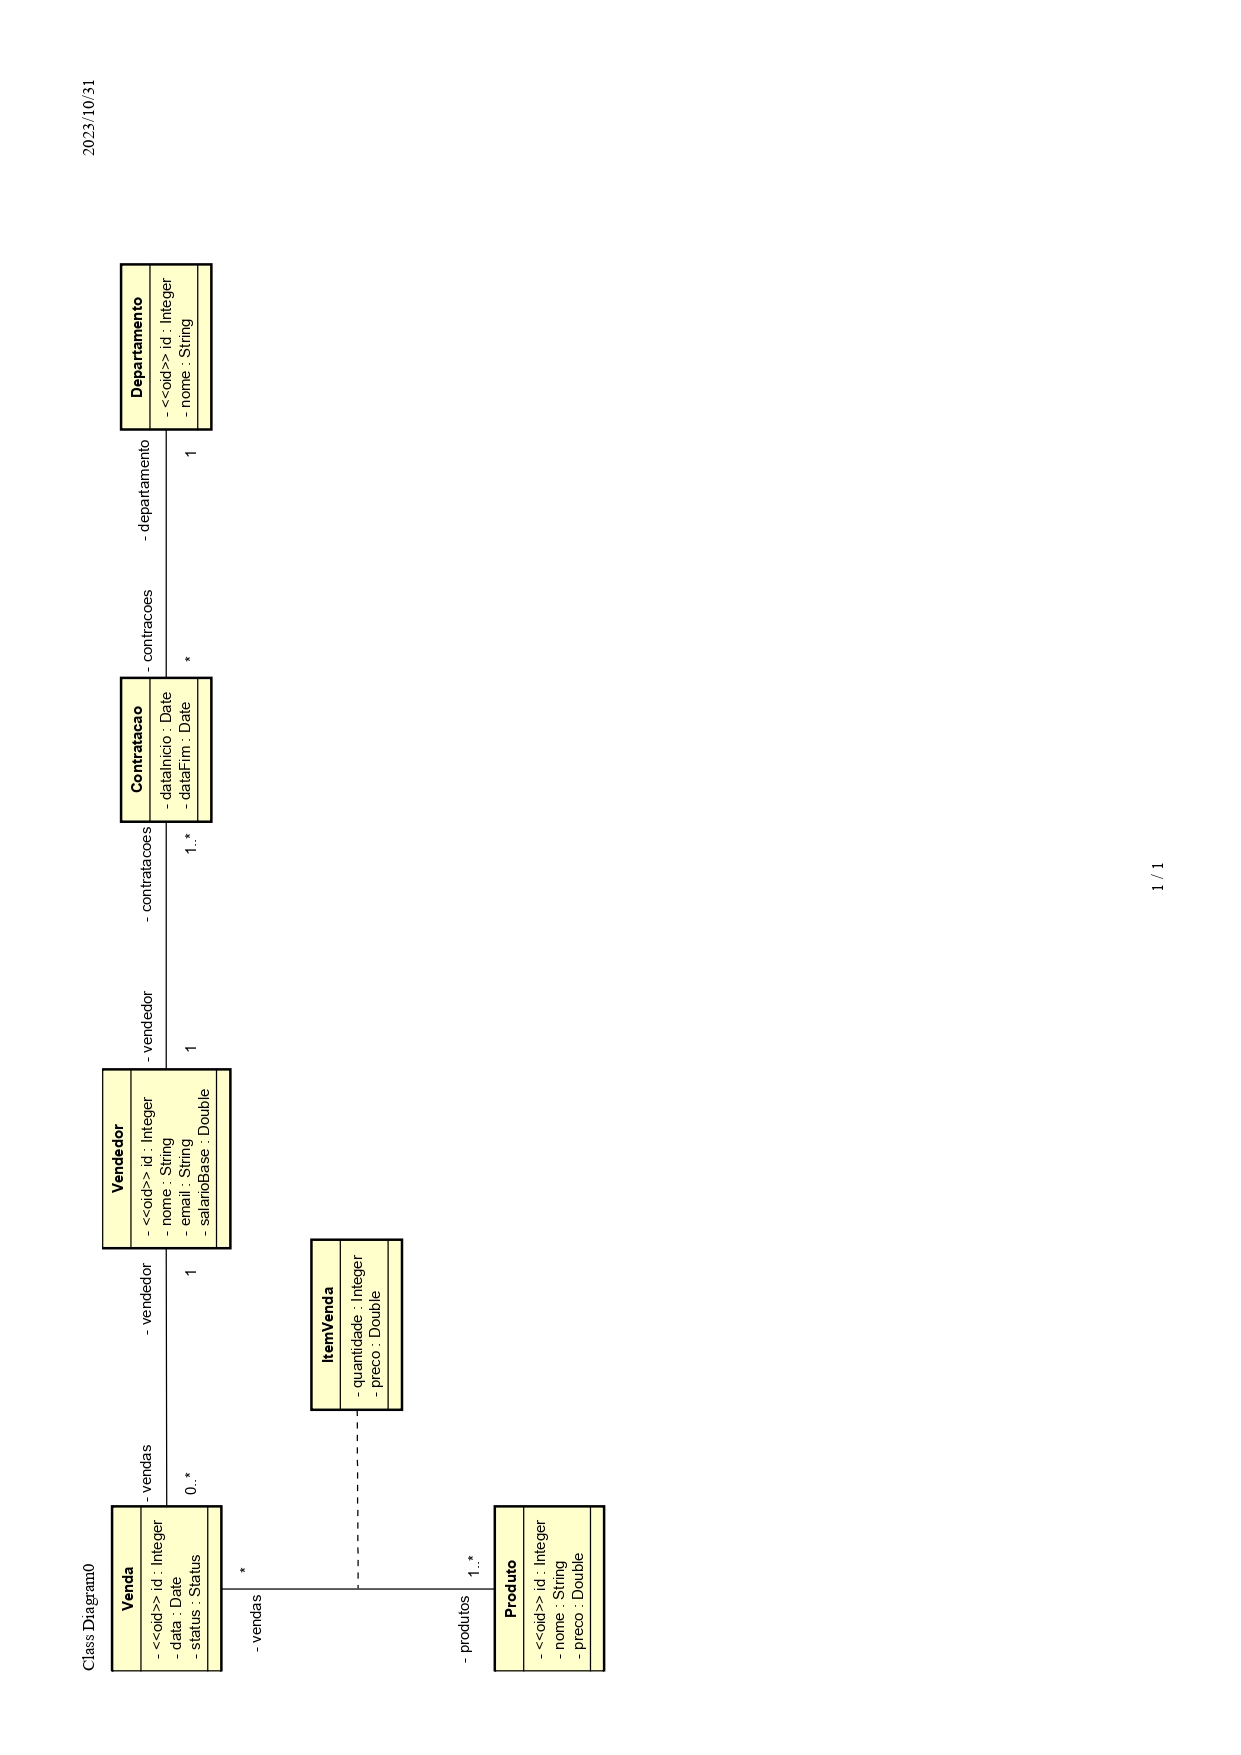 Class Diagram0
2023/10/31
Venda
- <<oid>> id : Integer
- data : Date
- status : Status
- vendas
0..*
- vendedor
1
Vendedor
- <<oid>> id : Integer
- nome : String
- email : String
- salarioBase : Double
- vendedor
1
- contratacoes
1..*
Contratacao
- dataInicio : Date
- dataFim : Date
- contracoes
*
- departamento
1
Departamento
- <<oid>> id : Integer
- nome : String
- vendas
*
ItemVenda
- quantidade : Integer
- preco : Double
- produtos
1..*
Produto
- <<oid>> id : Integer
- nome : String
- preco : Double
1 / 1